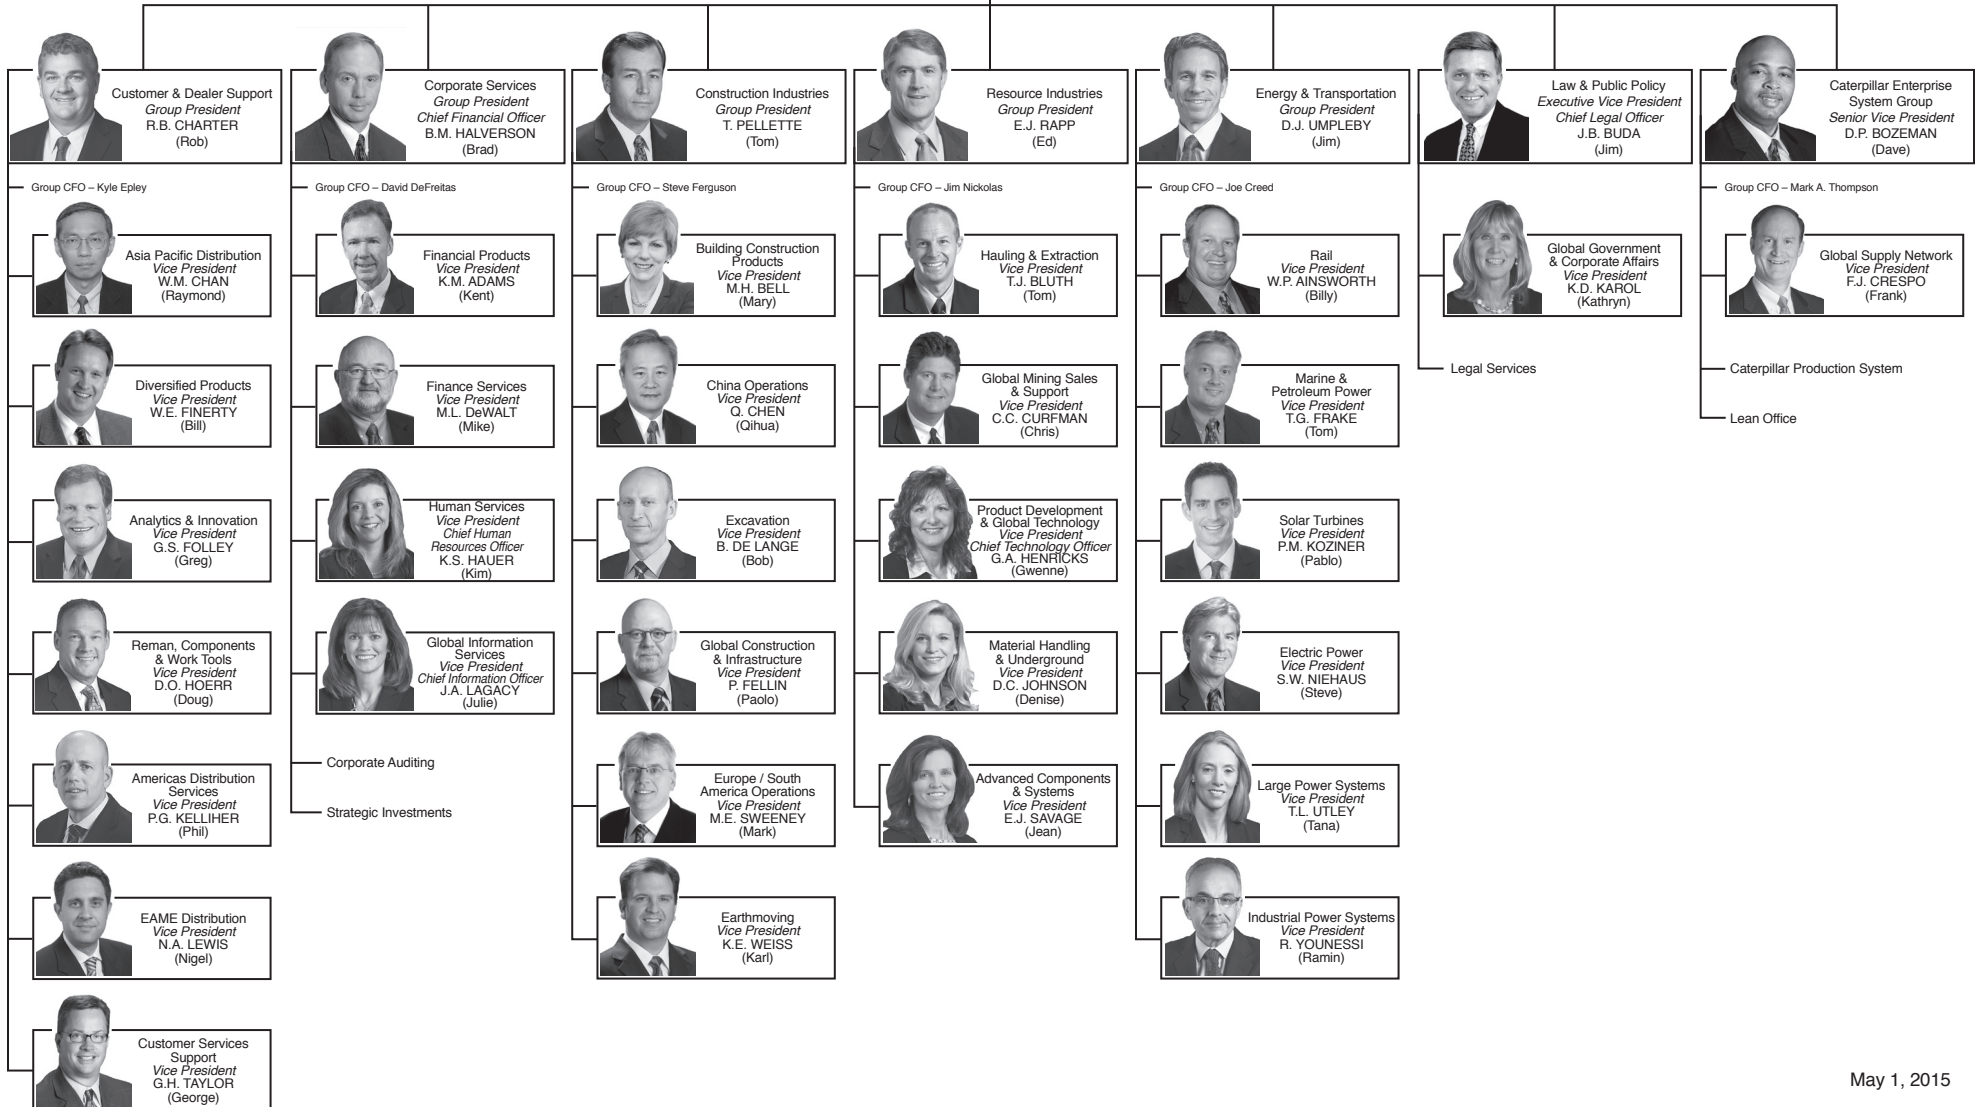 Customer & Dealer Support
Group President
R.B. CHARTER
(Rob)
Group CFO – Kyle Epley
Asia Pacific Distribution
Vice President
W.M. CHAN
(Raymond)
Diversified Products
Vice President
W.E. FINERTY
(Bill)
Analytics & Innovation
Vice President
G.S. FOLLEY
(Greg)
Reman, Components
& Work Tools
Vice President
D.O. HOERR
(Doug)
Americas Distribution
Services
Vice President
P.G. KELLIHER
(Phil)
EAME Distribution
Vice President
N.A. LEWIS
(Nigel)
Customer Services
Support
Vice President
G.H. TAYLOR
(George)
Corporate Services
Group President
Chief Financial Officer
B.M. HALVERSON
(Brad)
Group CFO – David DeFreitas
Financial Products
Vice President
K.M. ADAMS
(Kent)
Finance Services
Vice President
M.L. DeWALT
(Mike)
Human Services
Vice President
Chief Human
Resources Officer
K.S. HAUER
(Kim)
Global Information
Services
Vice President
Chief Information Officer
J.A. LAGACY
(Julie)
Corporate Auditing
Strategic Investments
Construction Industries
Group President
T. PELLETTE
(Tom)
Group CFO – Steve Ferguson
Building Construction
Products
Vice President
M.H. BELL
(Mary)
China Operations
Vice President
Q. CHEN
(Qihua)
Excavation
Vice President
B. DE LANGE
(Bob)
Global Construction
& Infrastructure
Vice President
P. FELLIN
(Paolo)
Europe / South
America Operations
Vice President
M.E. SWEENEY
(Mark)
Earthmoving
Vice President
K.E. WEISS
(Karl)
Resource Industries
Group President
E.J. RAPP
(Ed)
Group CFO – Jim Nickolas
Hauling & Extraction
Vice President
T.J. BLUTH
(Tom)
Global Mining Sales
& Support
Vice President
C.C. CURFMAN
(Chris)
Product Development
& Global Technology
Vice President
Chief Technology Officer
G.A. HENRICKS
(Gwenne)
Material Handling
& Underground
Vice President
D.C. JOHNSON
(Denise)
Advanced Components
& Systems
Vice President
E.J. SAVAGE
(Jean)
Energy & Transportation
Group President
D.J. UMPLEBY
(Jim)
Group CFO – Joe Creed
Rail
Vice President
W.P. AINSWORTH
(Billy)
Marine &
Petroleum Power
Vice President
T.G. FRAKE
(Tom)
Solar Turbines
Vice President
P.M. KOZINER
(Pablo)
Electric Power
Vice President
S.W. NIEHAUS
(Steve)
Large Power Systems
Vice President
T.L. UTLEY
(Tana)
Industrial Power Systems
Vice President
R. YOUNESSI
(Ramin)
Law & Public Policy
Executive Vice President
Chief Legal Officer
J.B. BUDA
(Jim)
Global Government
& Corporate Affairs
Vice President
K.D. KAROL
(Kathryn)
Legal Services
Caterpillar Enterprise
System Group
Senior Vice President
D.P. BOZEMAN
(Dave)
Group CFO – Mark A. Thompson
Global Supply Network
Vice President
F.J. CRESPO
(Frank)
Caterpillar Production System
Lean Office
May 1, 2015